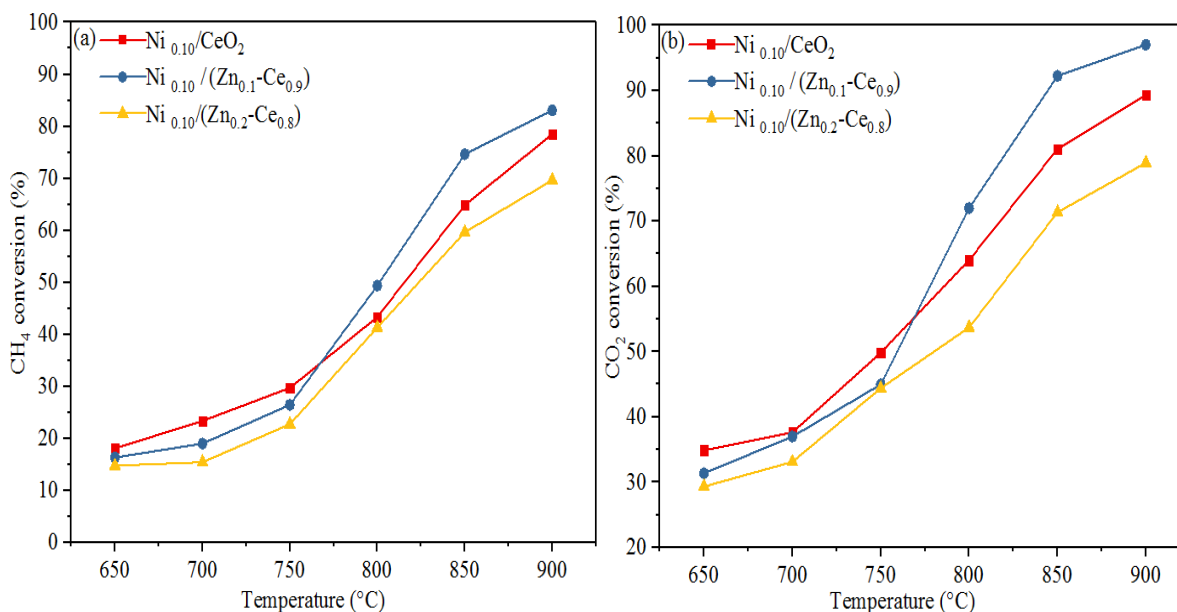 (a)
Ni 0.10/CeO2
Ni 0.10 / (Zn0.1-Ce0.9)
Ni 0.10/(Zn0.2-Ce0.8)
CH4 conversion (%)
100
90
80
70
60
50
40
30
20
10
0
650 700 750 800 850 900
Temperature (°C)
(b)
Ni 0.10/CeO2
Ni 0.10 / (Zn0.1-Ce0.9)
Ni 0.10/(Zn0.2-Ce0.8)
CO2 conversion (%)
100
90
80
70
60
50
40
30
20
650 700 750 800 850 900
Temperature (°C)